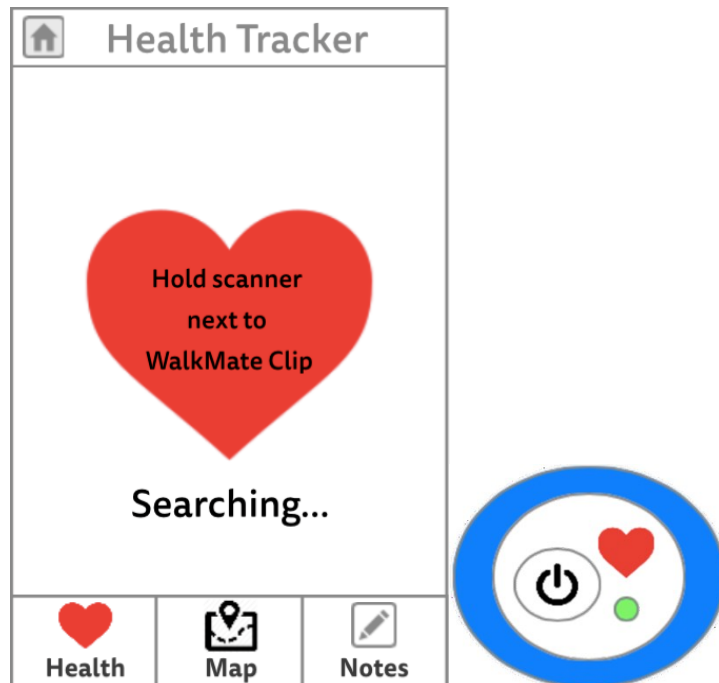 Health Tracker
Hold scanner
next to
WalkMate Clip
Searching...
Health
Map
Notes